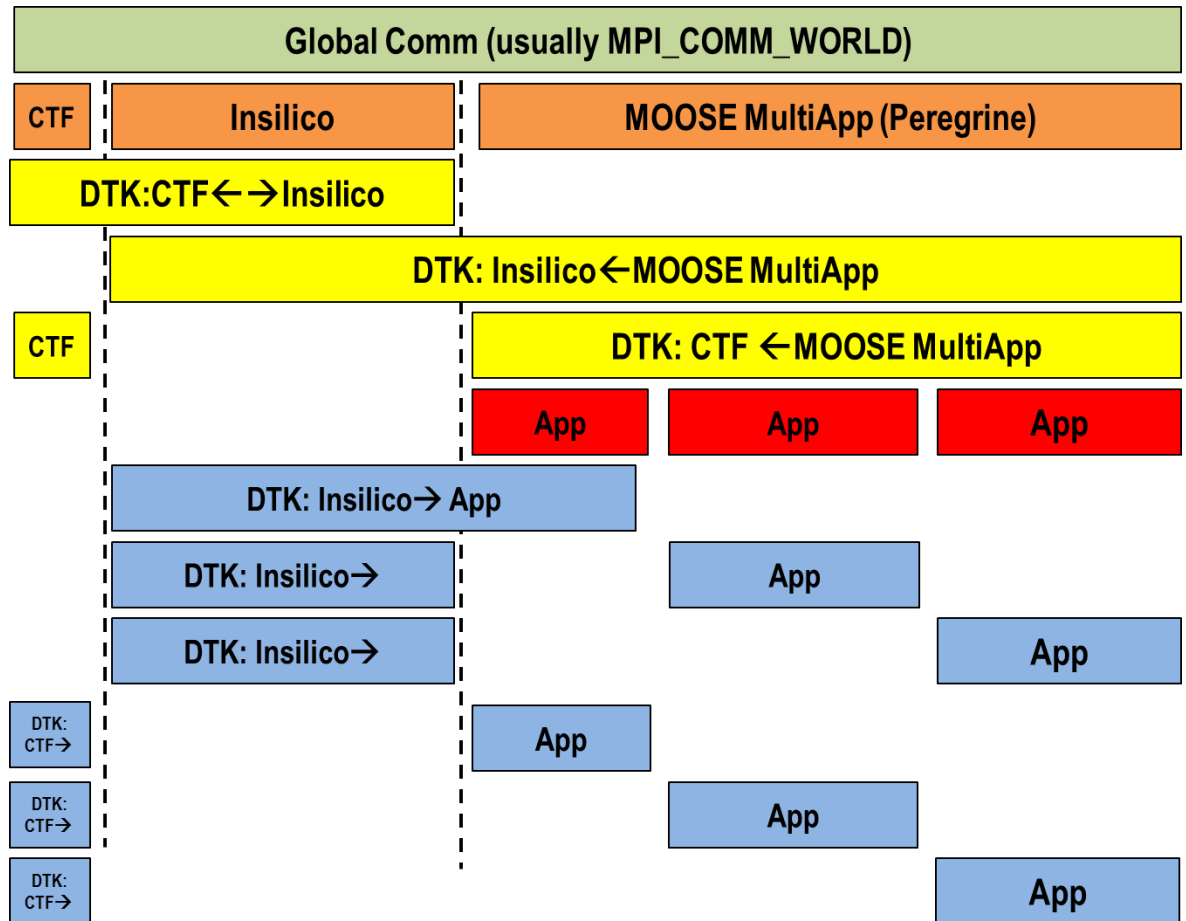 Global Comm (usually MPI_COMM_WORLD)
CTF
Insilico
MOOSE MultiApp (Peregrine)
DTK:CTF← →Insilico
DTK: Insilico←MOOSE MultiApp
CTF
DTK: CTF ←MOOSE MultiApp
App
App
App
DTK: Insilico→ App
DTK: Insilico→
App
DTK: Insilico→
App
DTK:
CTF→
App
DTK:
CTF→
App
DTK:
CTF→
App